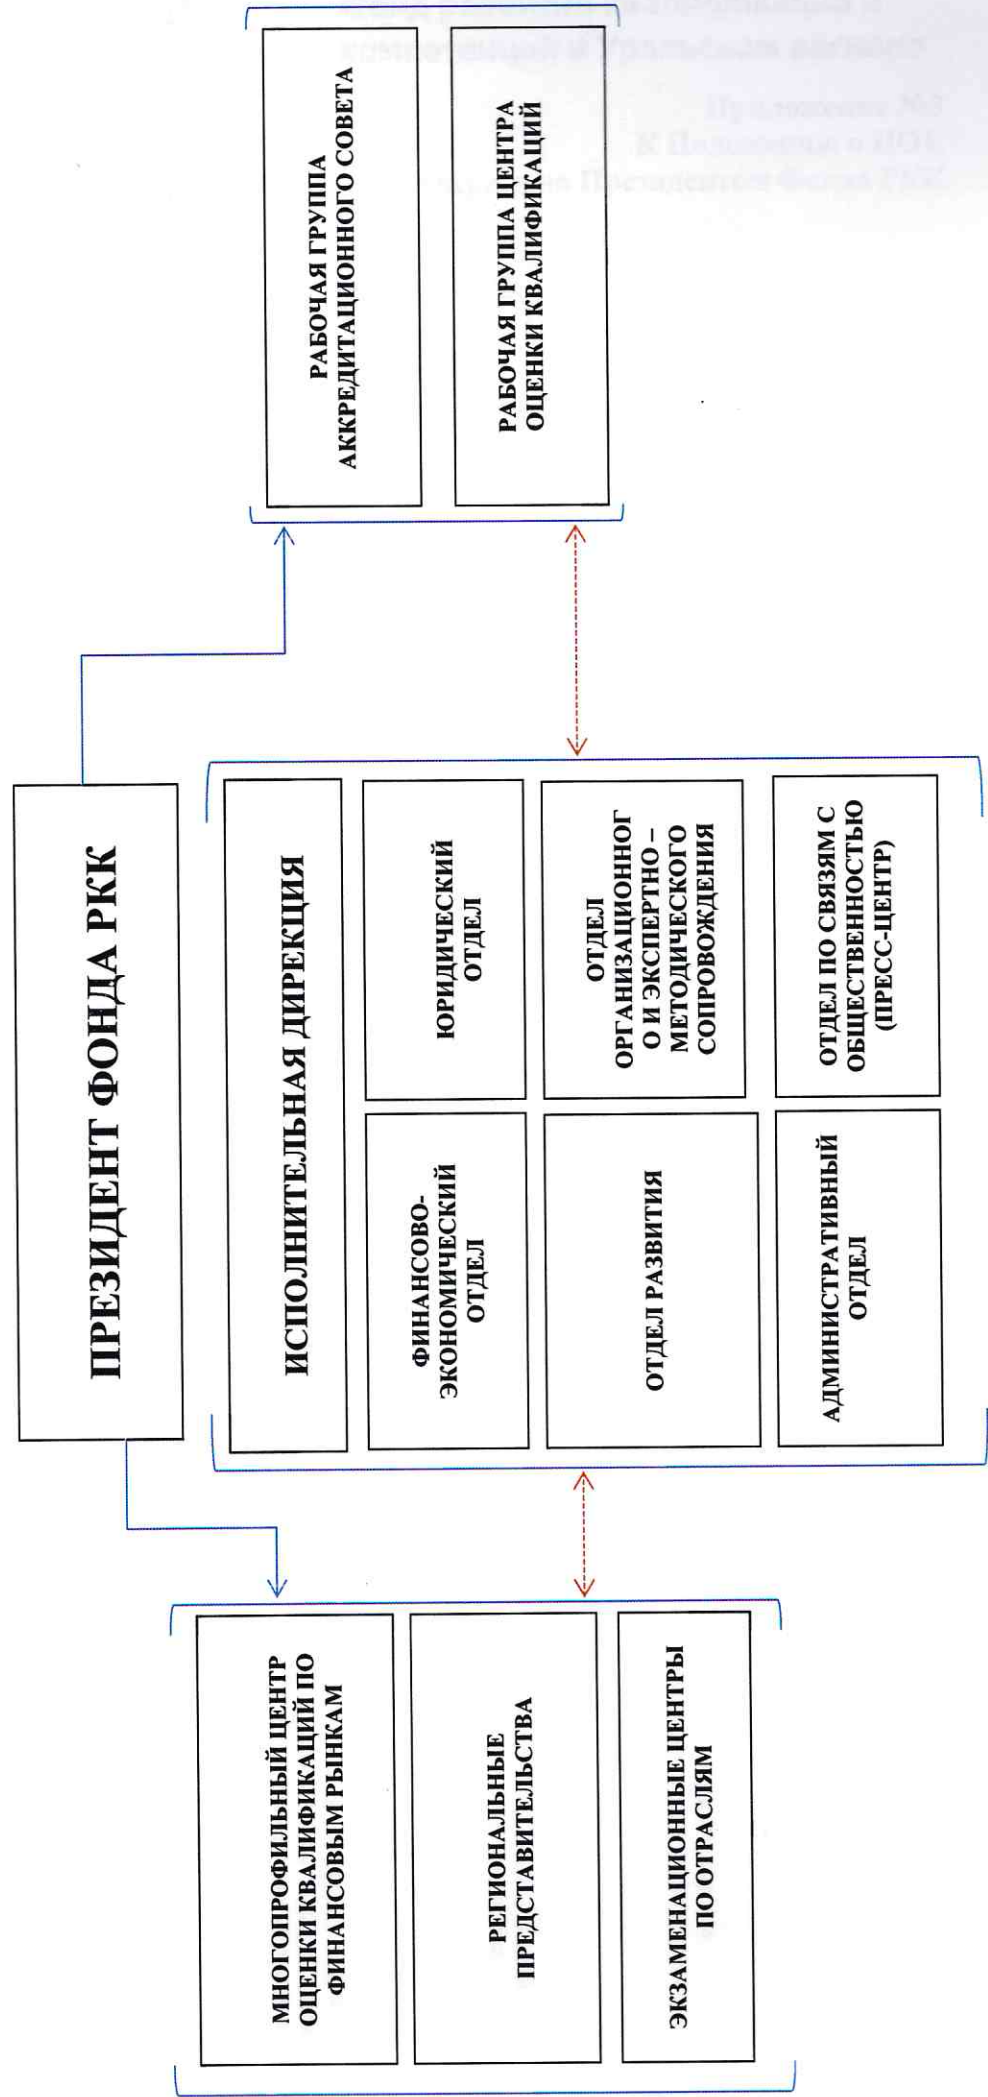 ПРЕЗИДЕНТ ФОНДА РКК
МНОГОПРОФИЛЬНЫЙ ЦЕНТР
ОЦЕНКИ КВАЛИФИКАЦИЙ ПО
ФИНАНСОВЫМ РЫНКАМ
РЕГИОНАЛЬНЫЕ
ПРЕДСТАВИТЕЛЬСТВА
ЭКЗАМЕНАЦИОННЫЕ ЦЕНТРЫ
ПО ОТРАСЛЯМ
ИСПОЛНИТЕЛЬНАЯ ДИРЕКЦИЯ
ФИНАНСОВО-
ЭКОНОМИЧЕСКИЙ
ОТДЕЛ
ЮРИДИЧЕСКИЙ
ОТДЕЛ
ОТДЕЛ РАЗВИТИЯ
ОТДЕЛ
ОРГАНИЗАЦИОННОГ
О И ЭКСПЕРТНО –
МЕТОДИЧЕСКОГО
СОПРОВОЖДЕНИЯ
АДМИНИСТРАТИВНЫЙ
ОТДЕЛ
ОТДЕЛ ПО СВЯЗЯМ С
ОБЩЕСТВЕННОСТЬЮ
(ПРЕСС-ЦЕНТР)
РАБОЧАЯ ГРУППА
АККРЕДИТАЦИОННОГО СОВЕТА
РАБОЧАЯ ГРУППА ЦЕНТРА
ОЦЕНКИ КВАЛИФИКАЦИЙ